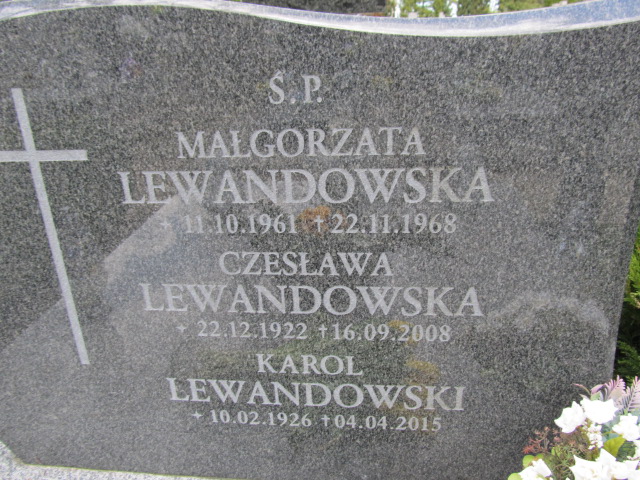 Ś.P.
MAŁGORZATA
LEWANDOWSKA
+ 11.10.1961 † 22.11.1968
CZESŁAWA
LEWANDOWSKA
+ 22.12.1922 † 16.09.2008
KAROL
LEWANDOWSKI
+ 10.02.1926 † 04.04.2015